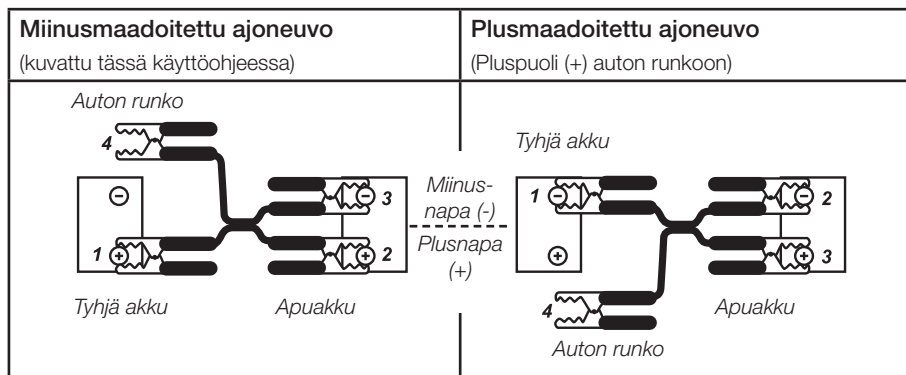 Miinusmaadoitettu ajoneuvo
(kuvattu tässä käyttöohjeessa)
Plusmaadoitettu ajoneuvo
(Pluspuoli (+) auton runkoon)
Auton runko
4
-
3
1
+
+
2
Tyhjä akku
Apuakku
Miinus-
napa (-)
Plusnapa
(+)
Tyhjä akku
1
-
-
2
+
+
3
4
Apuakku
Auton runko